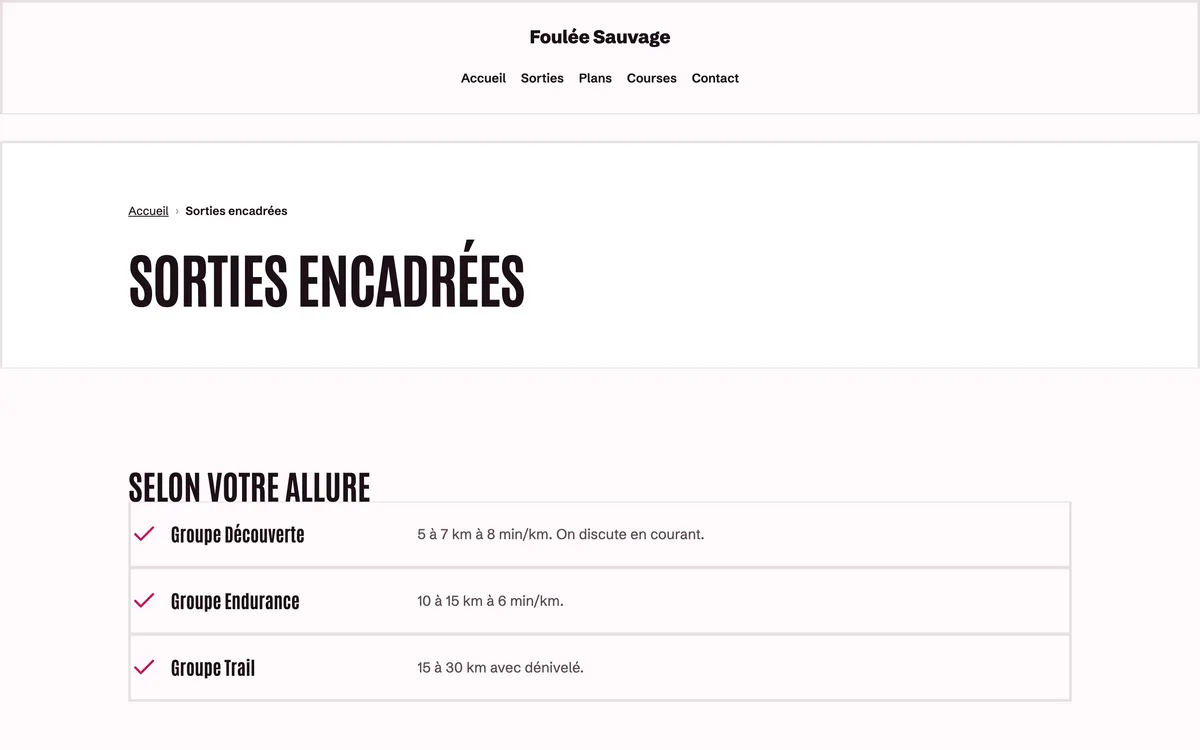 Foulée Sauvage
Accueil Sorties Plans Courses Contact
Accueil › Sorties encadrées
SORTIES ENCADRÉES
SELON VOTRE ALLURE
Groupe Découverte 5 à 7 km à 8 min/km. On discute en courant.
Groupe Endurance 10 à 15 km à 6 min/km.
Groupe Trail 15 à 30 km avec dénivelé.